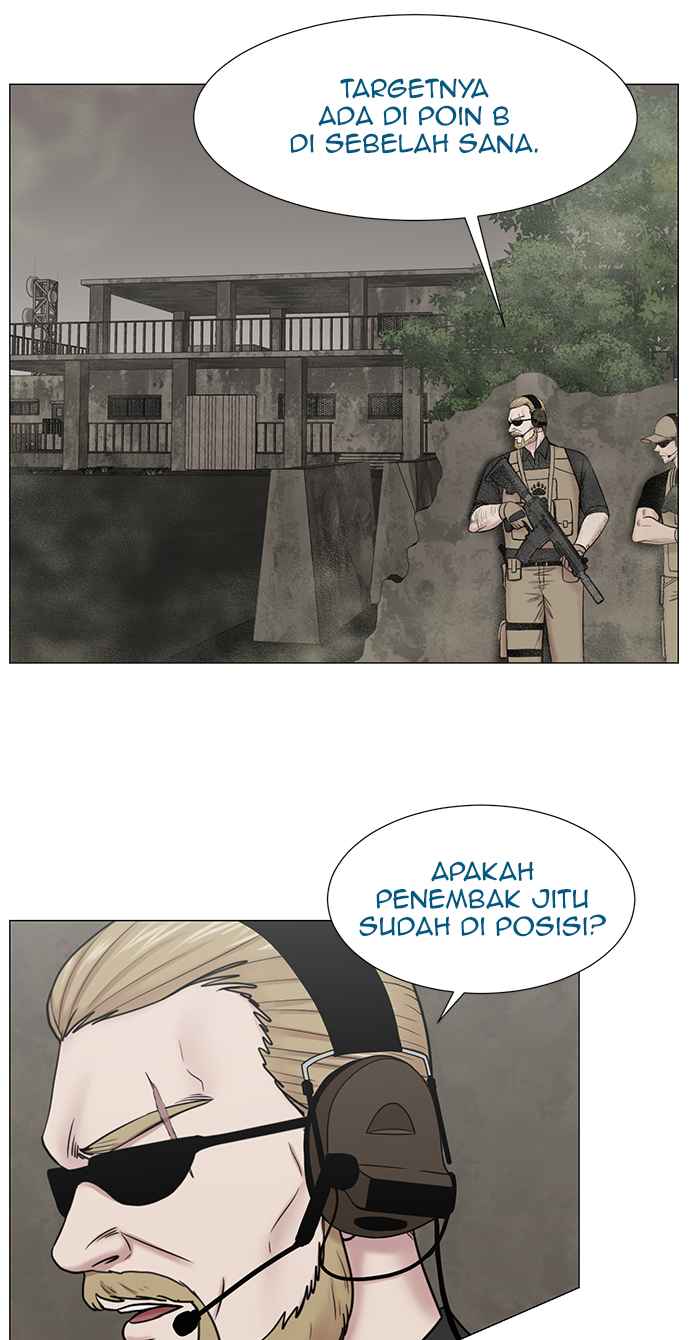 TARGETNYA
ADA DI POIN B
DI SEBELAH SANA.
APAKAH
PENEMBAK JITU
SUDAH DI POSISI?